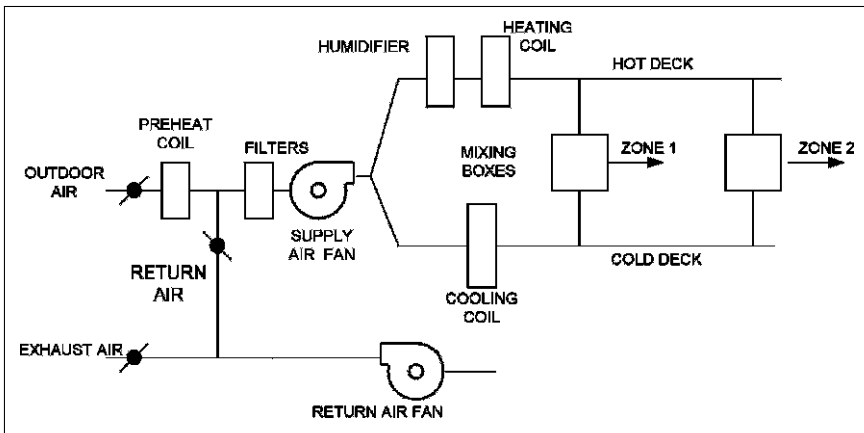 HUMIDIFIER
HEATING
COIL
HOT DECK
PREHEAT
COIL
FILTERS
OUTDOOR
AIR
MIXING
BOXES
ZONE 1
ZONE 2
SUPPLY
AIR FAN
RETURN
AIR
COLD DECK
COOLING
COIL
EXHAUST AIR
RETURN AIR FAN